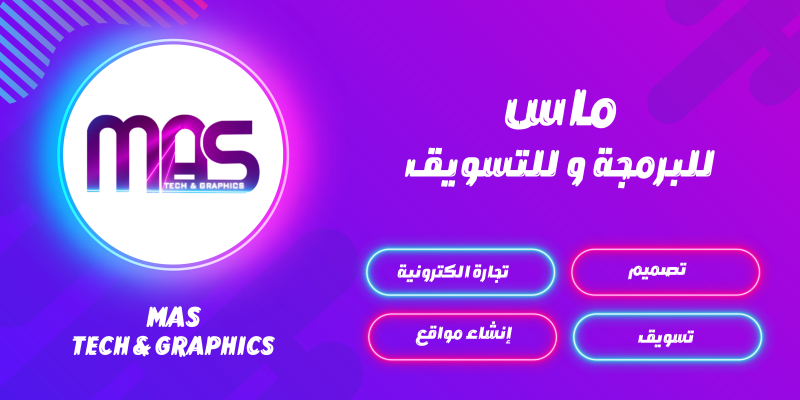 MAS
TECH & GRAPHICS
MAS
TECH & GRAPHICS
ماس
للبرمجة و للتسويق
تصميم
تجارة الكترونية
تسويق
إنشاء مواقع